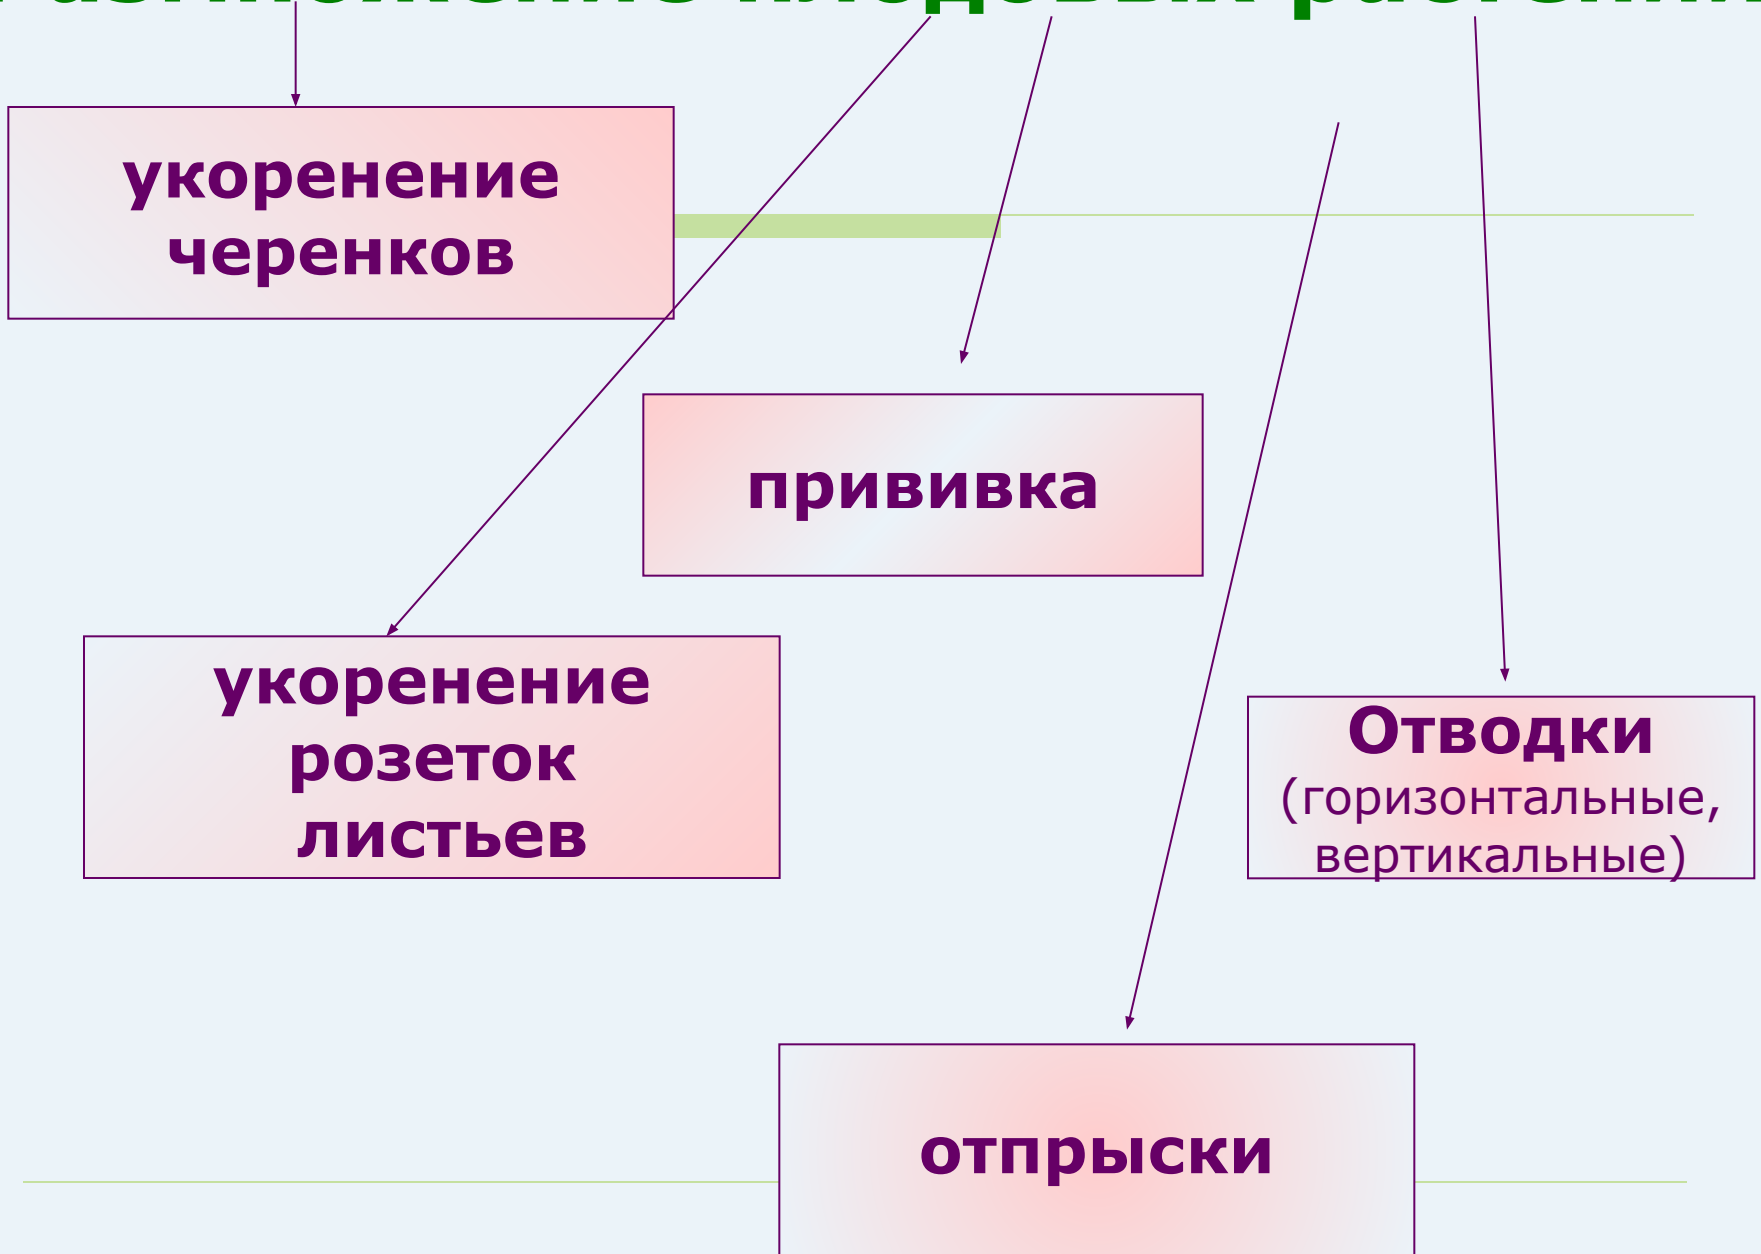 укоренение
черенков
прививка
укоренение
розеток
листьев
Отводки
(горизонтальные,
вертикальные)
отпрыски